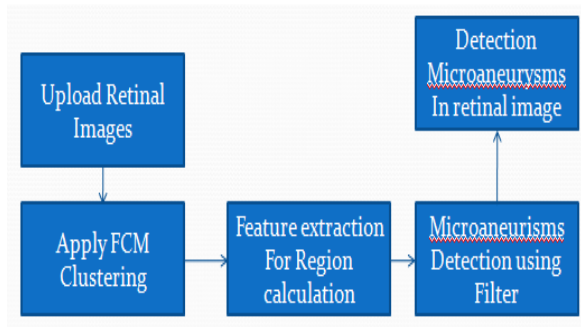 Upload Retinal
Images
Apply FCM
Clustering
Feature extraction
For Region
calculation
Microaneurisms
Detection using
Filter
Detection
Microaneurysms
In retinal image